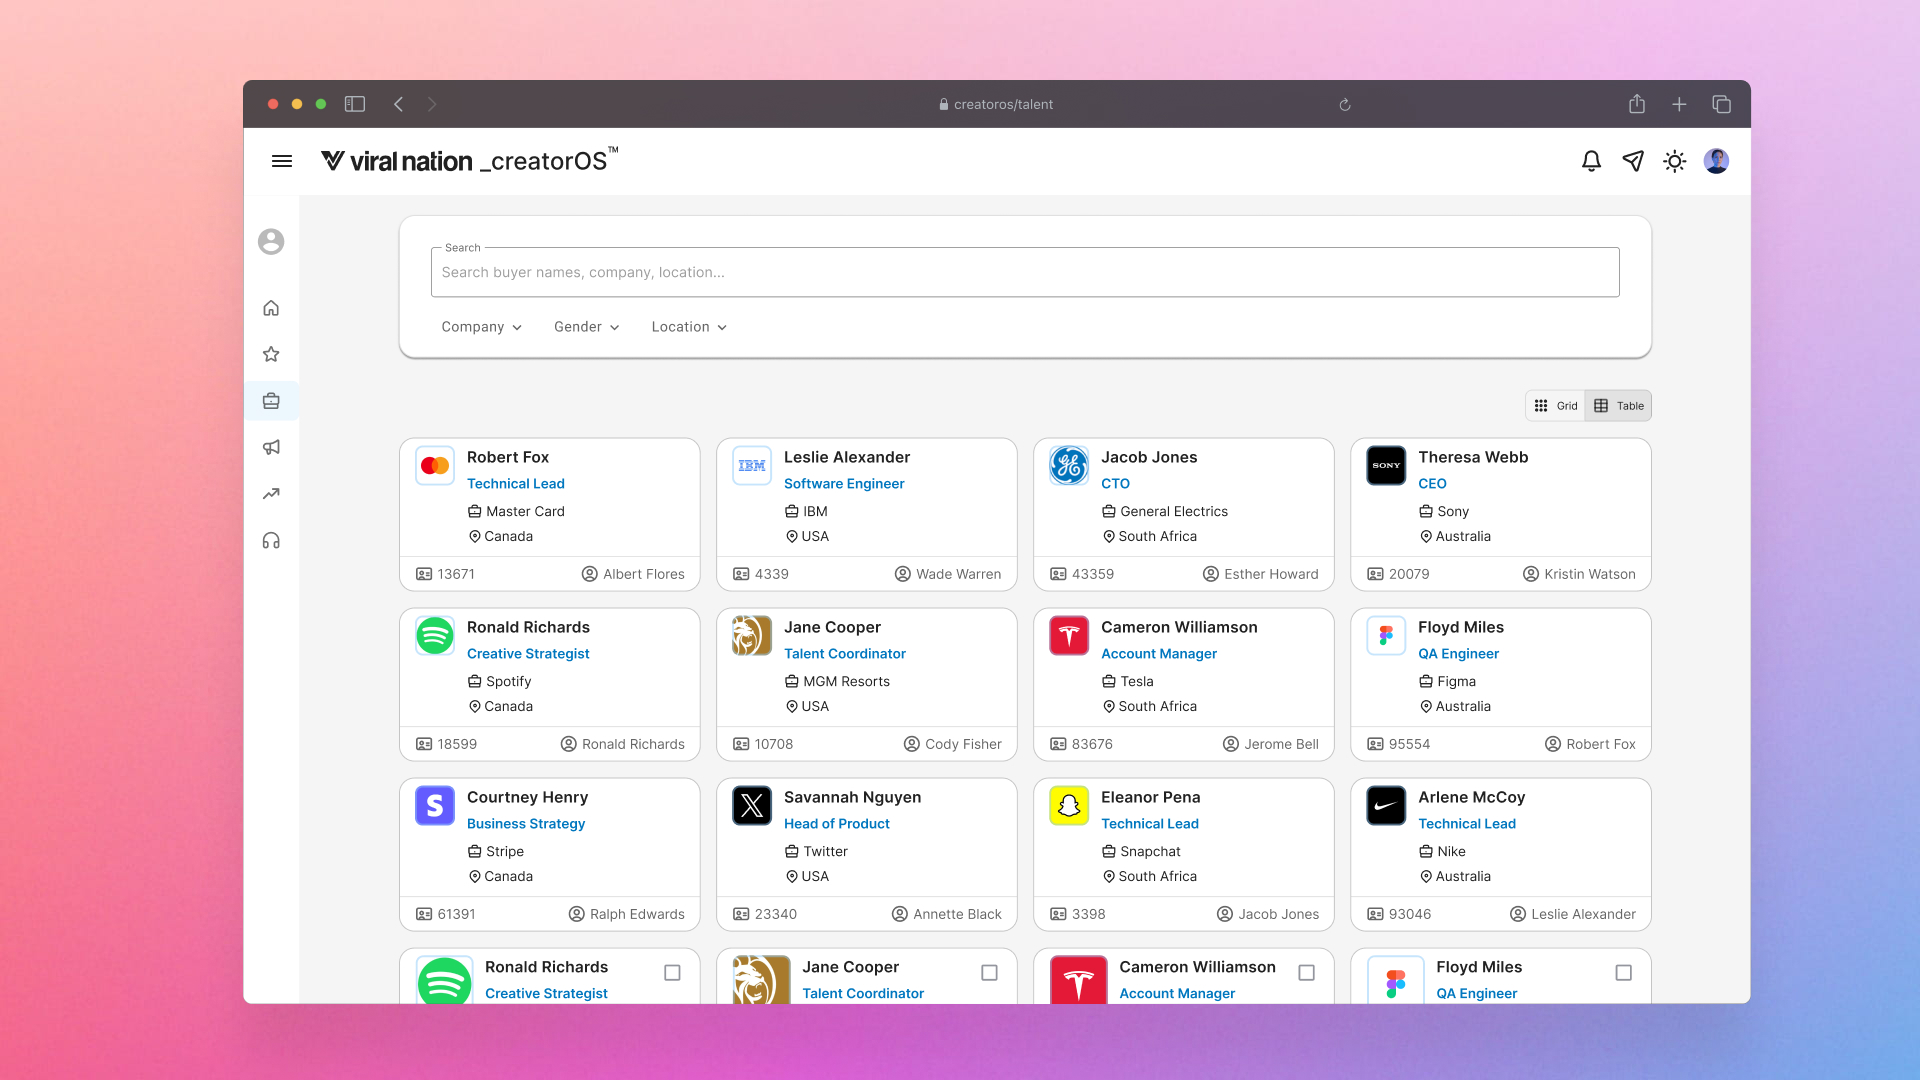 creatoros/talent
viral nation _creatorOS™
Search
Search buyer names, company, location...
Company Gender Location
Grid Table
Robert Fox
Technical Lead
Master Card
Canada
13671 Albert Flores
Leslie Alexander
Software Engineer
IBM
IBM
USA
4339 Wade Warren
Jacob Jones
CTO
General Electrics
South Africa
43359 Esther Howard
SONY
Theresa Webb
CEO
Sony
Australia
20079 Kristin Watson
Ronald Richards
Creative Strategist
Spotify
Canada
18599 Ronald Richards
Jane Cooper
Talent Coordinator
MGM Resorts
USA
10708 Cody Fisher
Cameron Williamson
Account Manager
Tesla
South Africa
83676 Jerome Bell
Floyd Miles
QA Engineer
Figma
Australia
95554 Robert Fox
S
Courtney Henry
Business Strategy
Stripe
Canada
61391 Ralph Edwards
X
Savannah Nguyen
Head of Product
Twitter
USA
23340 Annette Black
Eleanor Pena
Technical Lead
Snapchat
South Africa
3398 Jacob Jones
Arlene McCoy
Technical Lead
Nike
Australia
93046 Leslie Alexander
Ronald Richards
Creative Strategist
Jane Cooper
Talent Coordinator
Cameron Williamson
Account Manager
Floyd Miles
QA Engineer